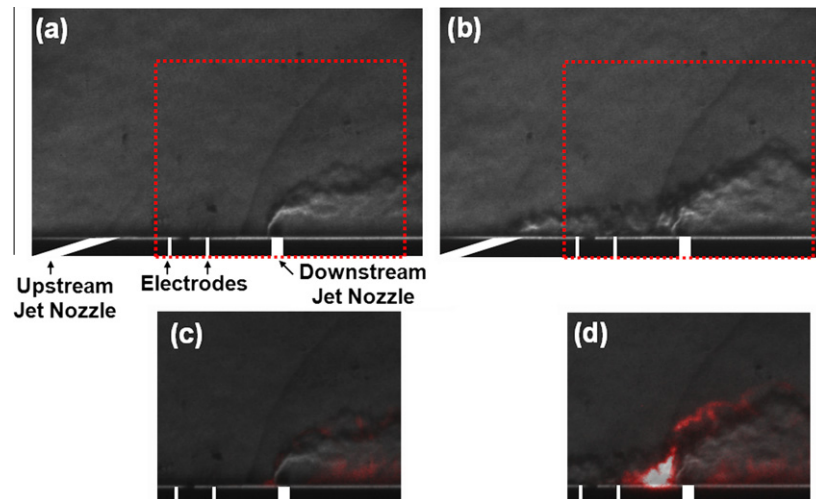 (a)
(b)
Upstream
Jet Nozzle
Electrodes
Downstream
Jet Nozzle
(c)
(d)